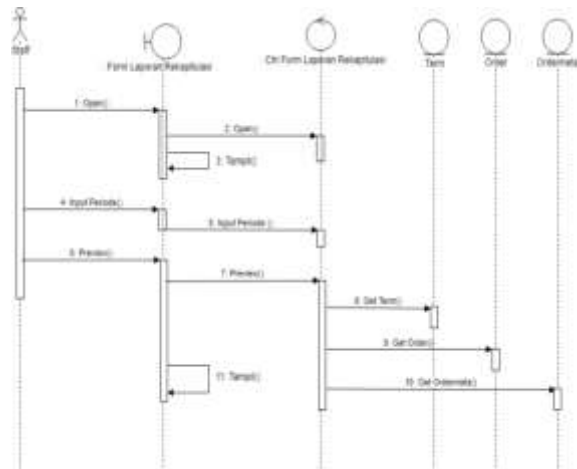 Staff
Form Laporan Rekapitulasi
Ctrl Form Laporan Rekapitulasi
Term
Order
Ordermeta
1: Open()
2: Open()
3: Tampil()
4: Input Periode()
5: Input Periode ()
6: Preview()
7: Preview()
8: Get Term()
9: Get Order()
10: Get Ordermeta()
11: Tampil()